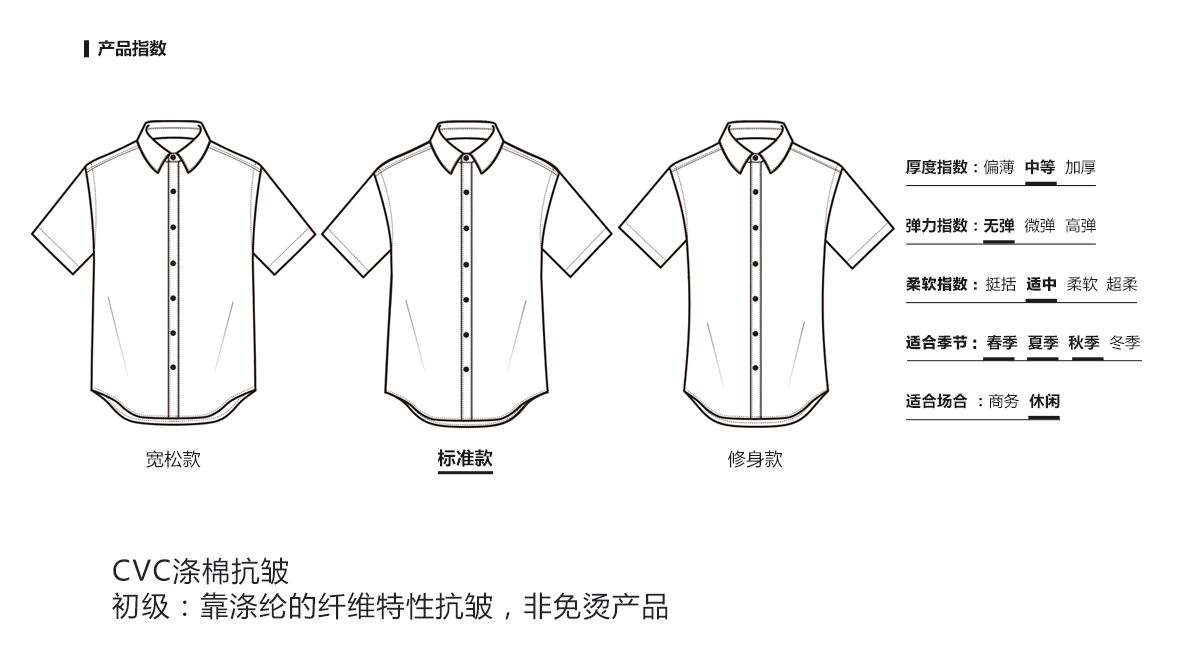 产品指数
厚度指数：偏薄 中等 加厚
弹力指数：无弹 微弹 高弹
柔软指数：挺括 适中 柔软 超柔
适合季节：春季 夏季 秋季 冬季
适合场合 ：商务 休闲
宽松款 标准款 修身款
CVC涤棉抗皱
初级：靠涤纶的纤维特性抗皱，非免烫产品